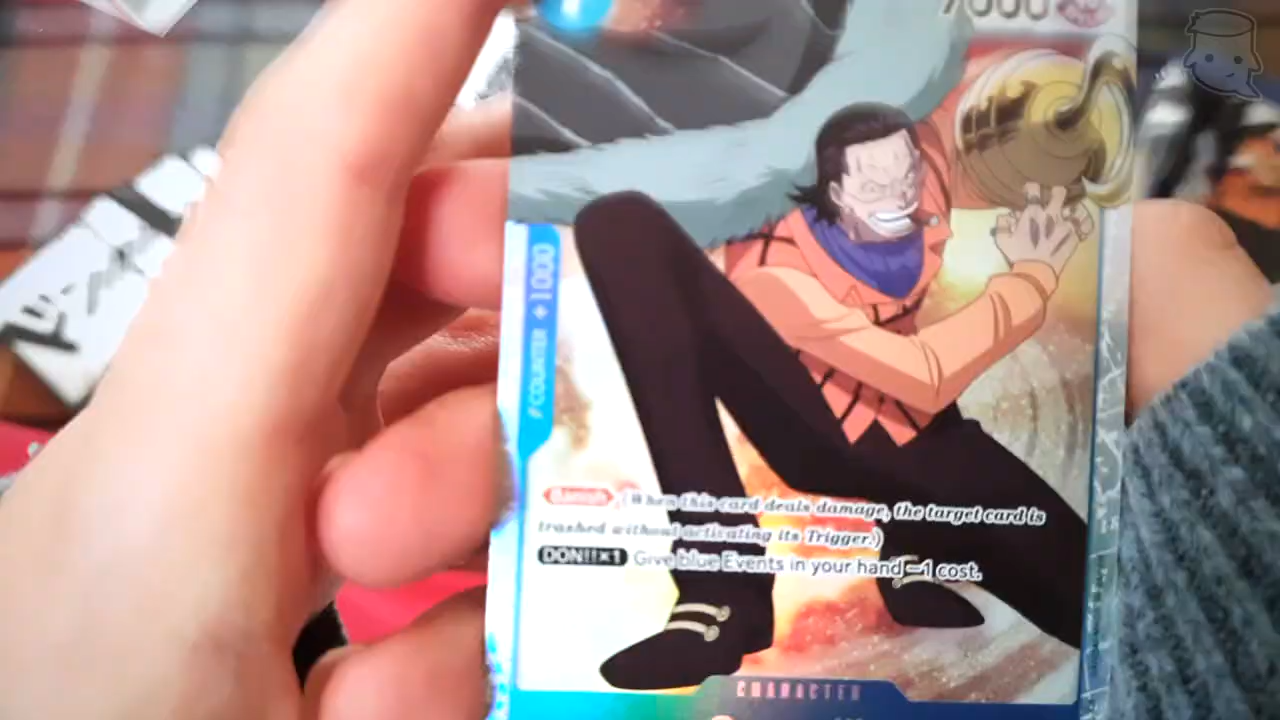 7000
COUNTER +1000
Banish (When this card deals damage, the target card is
trashed without activating its Trigger.)
DON!!×1 Give blue Events in your hand −1 cost.
CHARACTER